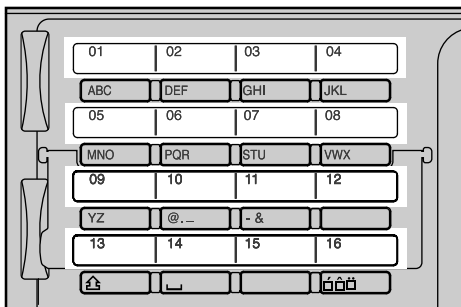 01 02 03 04
ABC DEF GHI JKL
05 06 07 08
MNO PQR STU VWX
09 10 11 12
YZ @._ - &
13 14 15 16
óôö